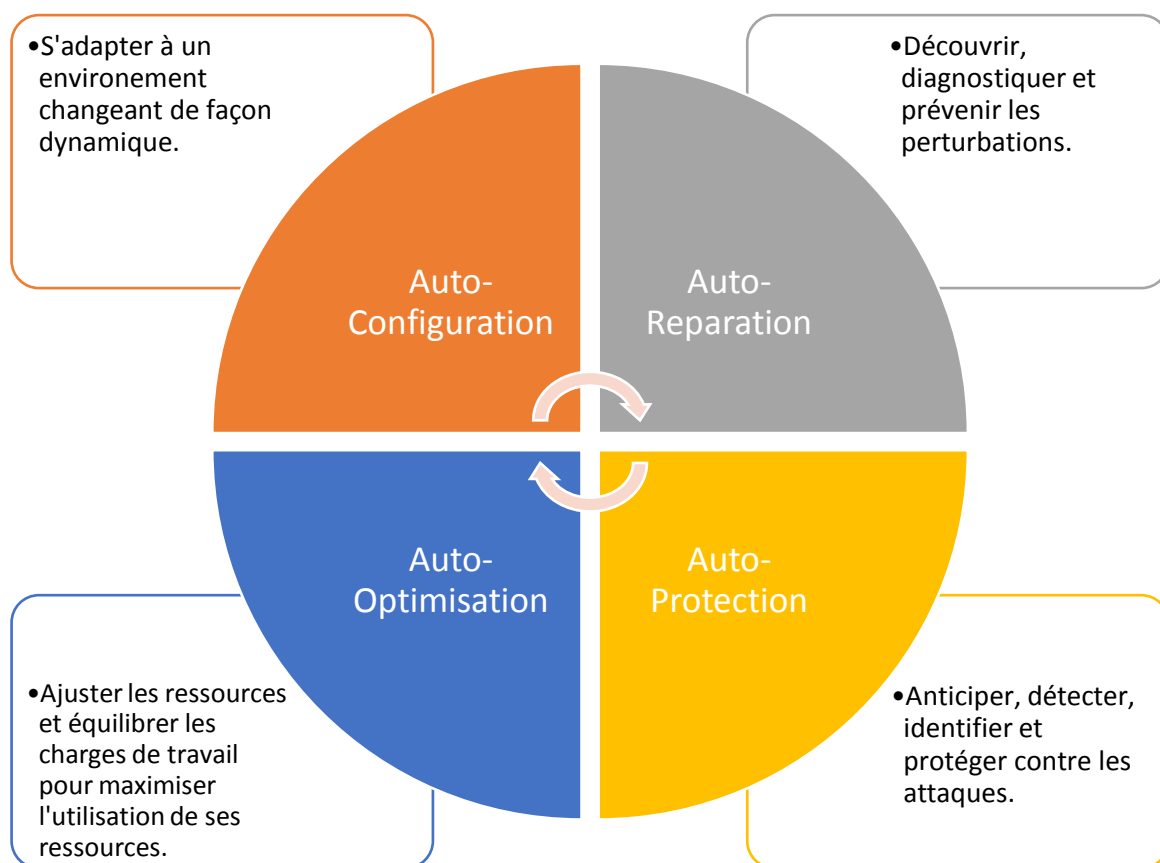 •S'adapter à un
environement
changeant de façon
dynamique.
•Découvrir,
diagnostiquer et
prévenir les
perturbations.
Auto-
Configuration
Auto-
Reparation
Auto-
Optimisation
Auto-
Protection
•Ajuster les ressources
et équilibrer les
charges de travail
pour maximiser
l'utilisation de ses
ressources.
•Anticiper, détecter,
identifier et
protéger contre les
attaques.